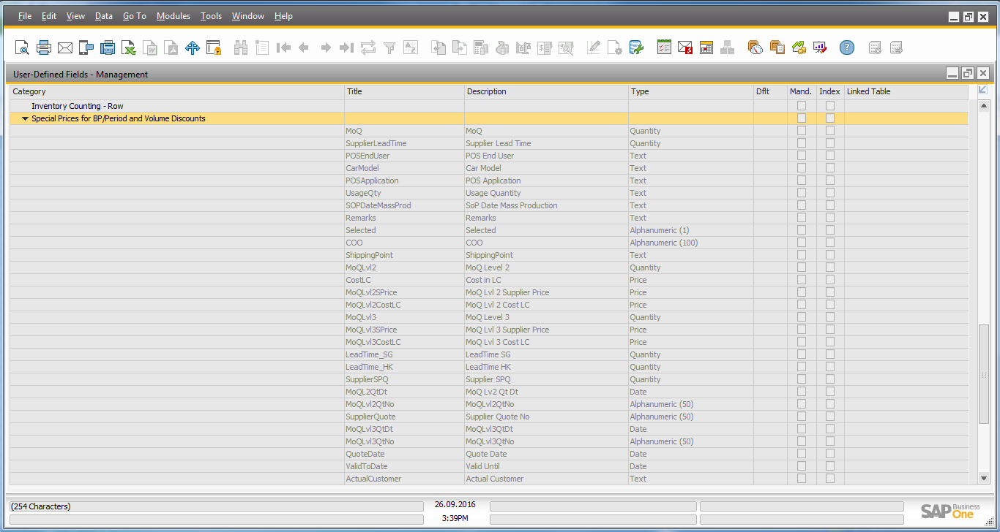 File Edit View Data Go To Modules Tools Window Help
User-Defined Fields - Management
Category Title Description Type Dflt Mand. Index Linked Table
Inventory Counting - Row
Special Prices for BP/Period and Volume Discounts
MoQ MoQ Quantity
SupplierLeadTime Supplier Lead Time Quantity
POSEndUser POS End User Text
CarModel Car Model Text
POSApplication POS Application Text
UsageQty Usage Quantity Text
SOPDateMassProd SoP Date Mass Production Text
Remarks Remarks Text
Selected Selected Alphanumeric (1)
COO COO Alphanumeric (100)
ShippingPoint ShippingPoint Text
MoQLvl2 MoQ Level 2 Quantity
CostLC Cost in LC Price
MoQLvl2SPrice MoQ Lvl 2 Supplier Price Price
MoQLvl2CostLC MoQ Lvl 2 Cost LC Price
MoQLvl3 MoQ Level 3 Quantity
MoQLvl3SPrice MoQ Lvl 3 Supplier Price Price
MoQLvl3CostLC MoQ Lvl 3 Cost LC Price
LeadTime_SG LeadTime SG Quantity
LeadTime_HK LeadTime HK Quantity
SupplierSPQ Supplier SPQ Quantity
MoQL2QtDt MoQ Lv2 Qt Dt Date
MoQLvl2QtNo MoQLvl2QtNo Alphanumeric (50)
SupplierQuote Supplier Quote No Alphanumeric (50)
MoQLvl3QtDt MoQLvl3QtDt Date
MoQLvl3QtNo MoQLvl3QtNo Alphanumeric (50)
QuoteDate Quote Date Date
ValidToDate Valid Until Date
ActualCustomer Actual Customer Text
(254 Characters) 26.09.2016
3:39PM
SAP Business One